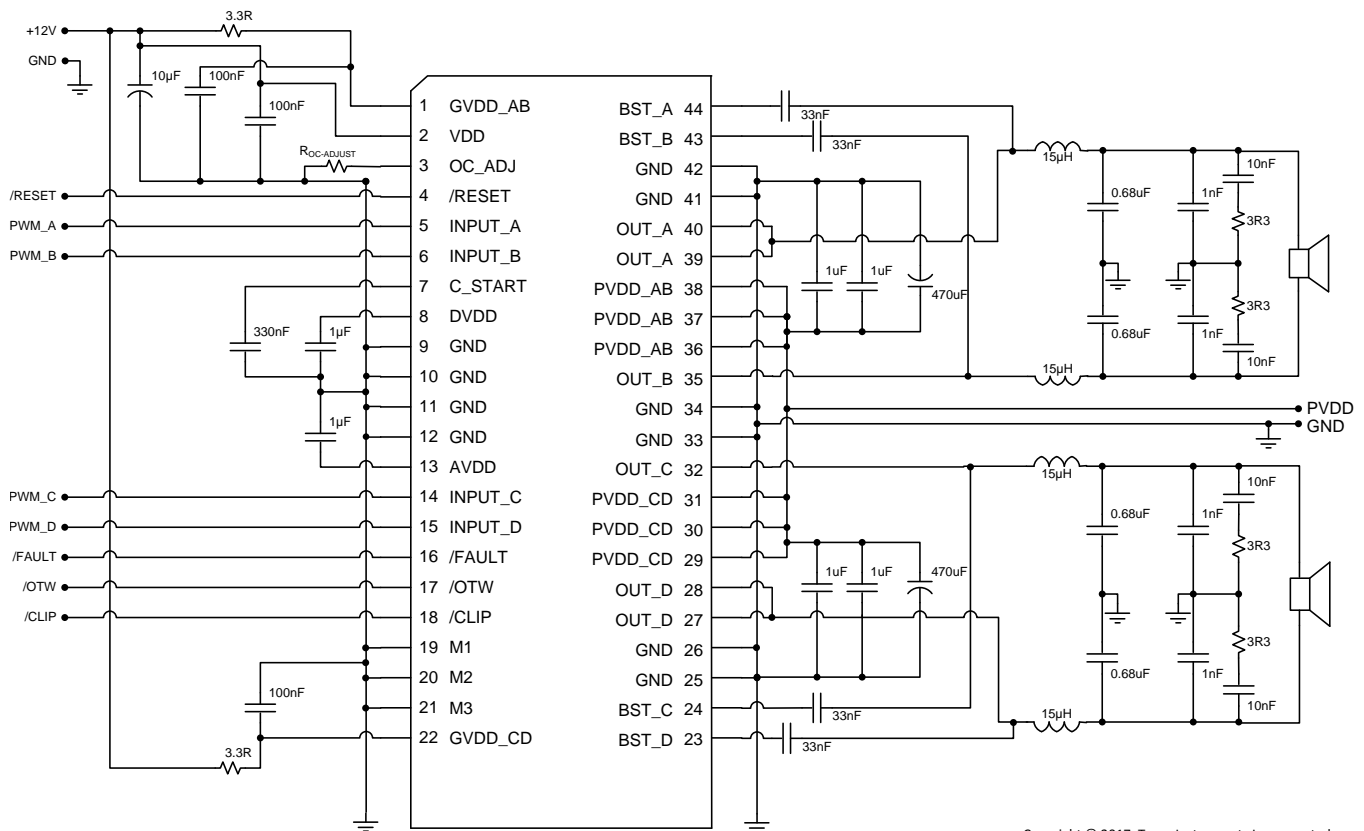 +12V
GND
3.3R
10µF
100nF
100nF
R_OC-ADJUST
/RESET
PWM_A
PWM_B
330nF
1µF
1µF
PWM_C
PWM_D
/FAULT
/OTW
/CLIP
100nF
3.3R
1 GVDD_AB
2 VDD
3 OC_ADJ
4 /RESET
5 INPUT_A
6 INPUT_B
7 C_START
8 DVDD
9 GND
10 GND
11 GND
12 GND
13 AVDD
14 INPUT_C
15 INPUT_D
16 /FAULT
17 /OTW
18 /CLIP
19 M1
20 M2
21 M3
22 GVDD_CD
BST_A 44
BST_B 43
GND 42
GND 41
OUT_A 40
OUT_A 39
PVDD_AB 38
PVDD_AB 37
PVDD_AB 36
OUT_B 35
GND 34
GND 33
OUT_C 32
PVDD_CD 31
PVDD_CD 30
PVDD_CD 29
OUT_D 28
OUT_D 27
GND 26
GND 25
BST_C 24
BST_D 23
33nF
33nF
1uF
1uF
470uF
15µH
0.68uF
1nF
10nF
3R3
3R3
0.68uF
1nF
10nF
15µH
PVDD
GND
15µH
0.68uF
1nF
10nF
3R3
3R3
0.68uF
1nF
10nF
15µH
1uF
1uF
470uF
33nF
33nF